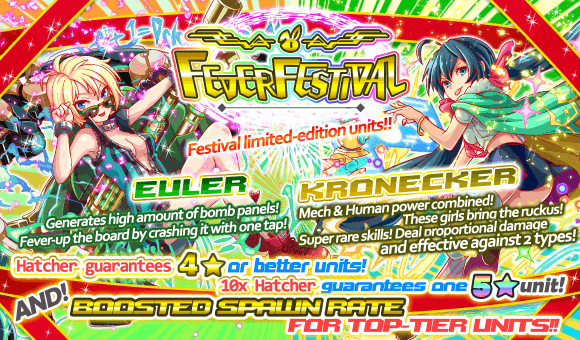 FEVERFESTIVAL
Festival limited-edition units!!
EULER
Generates high amount of bomb panels!
Fever-up the board by crashing it with one tap!
KRONECKER
Mech & Human power combined!
These girls bring the ruckus!
Super rare skills! Deal proportional damage
and effective against 2 types!
Hatcher guarantees 4★ or better units!
10x Hatcher guarantees one 5★ unit!
AND! BOOSTED SPAWN RATE
FOR TOP-TIER UNITS!!